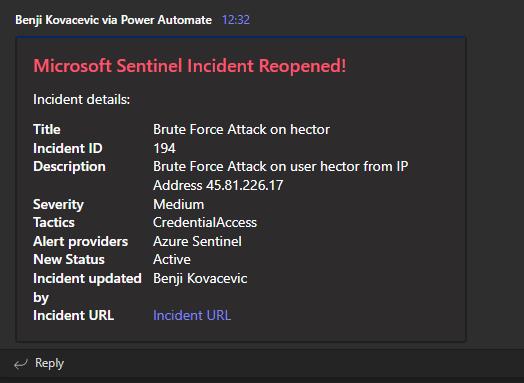 Benji Kovacevic via Power Automate 12:32
Microsoft Sentinel Incident Reopened!
Incident details:
Title Brute Force Attack on hector
Incident ID 194
Description Brute Force Attack on user hector from IP
Address 45.81.226.17
Severity Medium
Tactics CredentialAccess
Alert providers Azure Sentinel
New Status Active
Incident updated Benji Kovacevic
by
Incident URL Incident URL
Reply